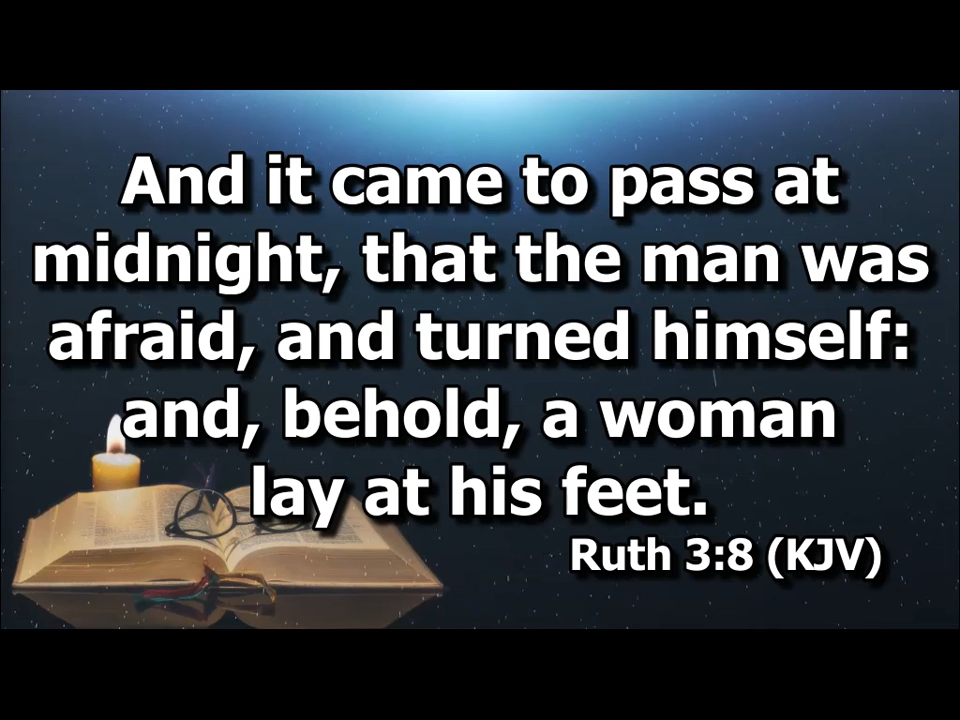 And it came to pass at
midnight, that the man was
afraid, and turned himself:
and, behold, a woman
lay at his feet.
Ruth 3:8 (KJV)